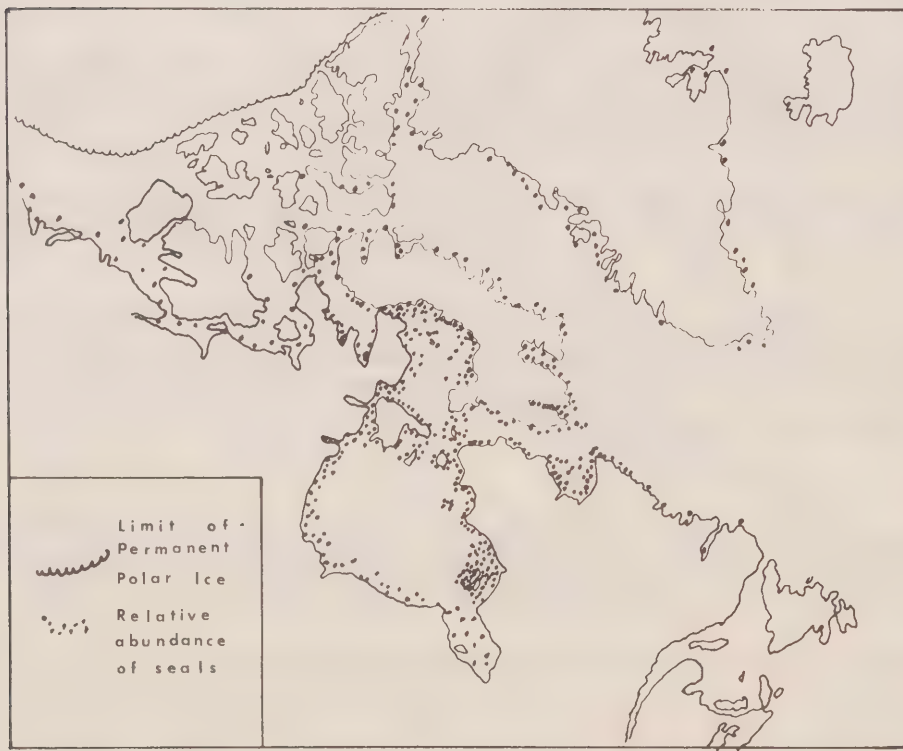 Limit of -
Permanent
Polar Ice
Relative
abundance
of seals